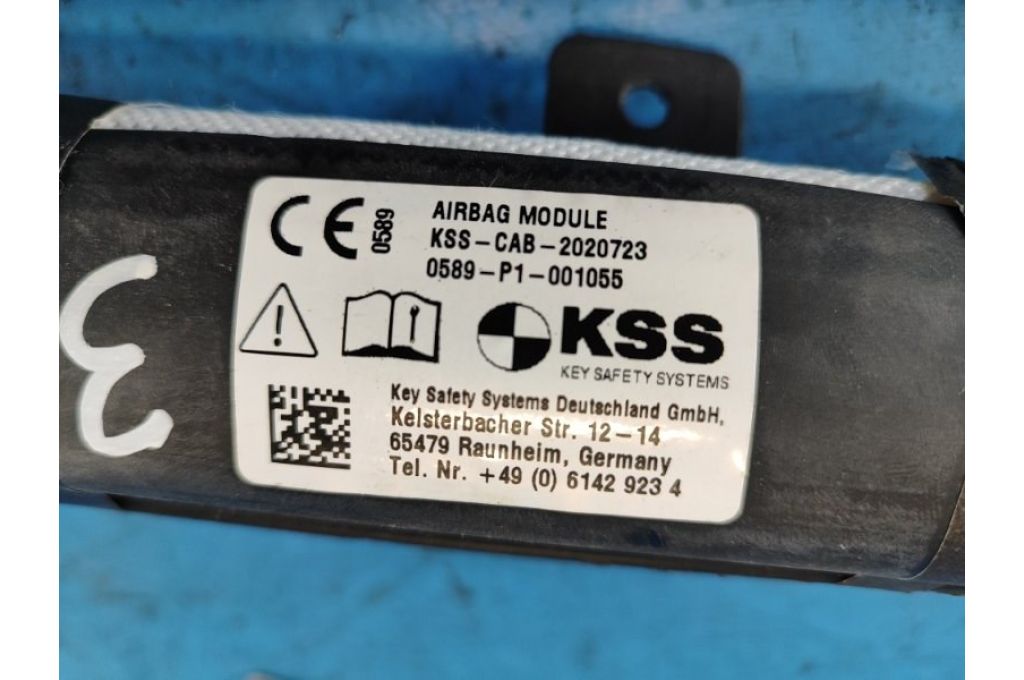 CE 0589
AIRBAG MODULE
KSS-CAB-2020723
0589-P1-001055
KSS
KEY SAFETY SYSTEMS
Key Safety Systems Deutschland GmbH,
Kelsterbacher Str. 12-14
65479 Raunheim, Germany
Tel. Nr. +49 (0) 6142 923 4
3